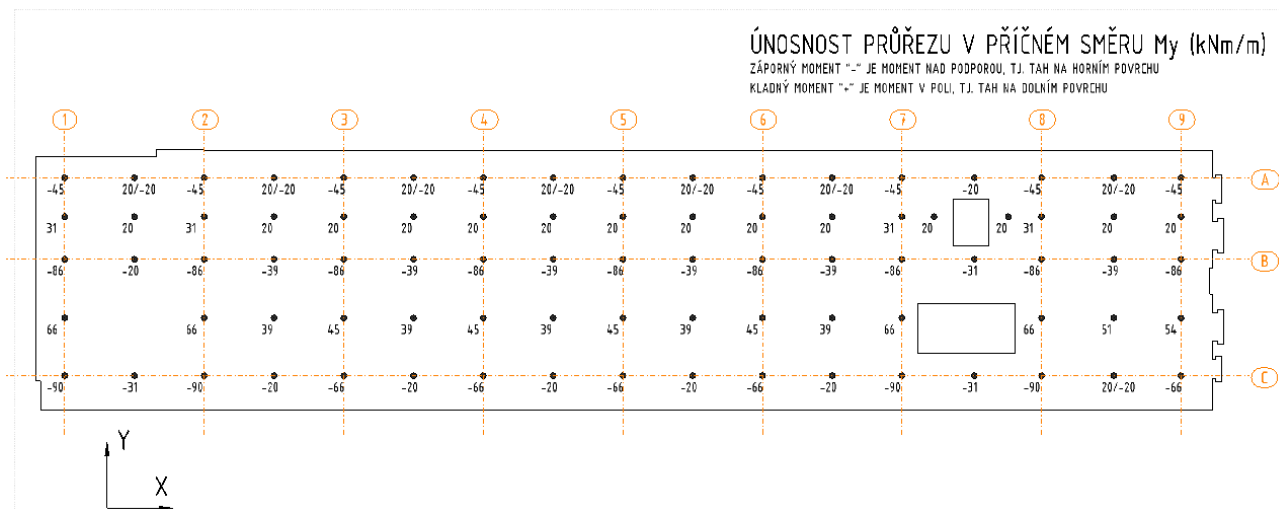 ÚNOSNOST PRŮŘEZU V PŘÍČNÉM SMĚRU My (kNm/m)
ZÁPORNÝ MOMENT "-" JE MOMENT NAD PODPOROU, TJ. TAH NA HORNÍM POVRCHU
KLADNÝ MOMENT "+" JE MOMENT V POLI, TJ. TAH NA DOLNÍM POVRCHU
1 2 3 4 5 6 7 8 9
-45 20/-20 -45 20/-20 -45 20/-20 -45 20/-20 -45 20/-20 -45 20/-20 -45 -20 -45 20/-20 -45 A
31 20 31 20 20 20 20 20 20 20 20 20 31 20 20 31 20 20
-86 -20 -86 -39 -86 -39 -86 -39 -86 -39 -86 -39 -86 -31 -86 -39 -86 B
66 66 39 45 39 45 39 45 39 45 39 66 66 51 54
-90 -31 -90 -20 -66 -20 -66 -20 -66 -20 -66 -20 -90 -31 -90 20/-20 -66 C
Y
X